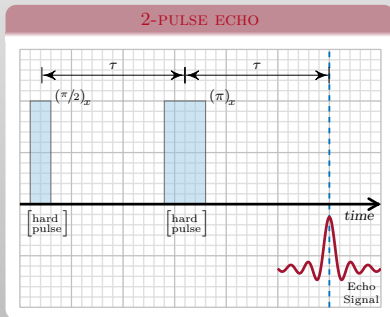 2-PULSE ECHO
τ τ
(π/2)x (π)x
time
[hard pulse] [hard pulse]
Echo
Signal